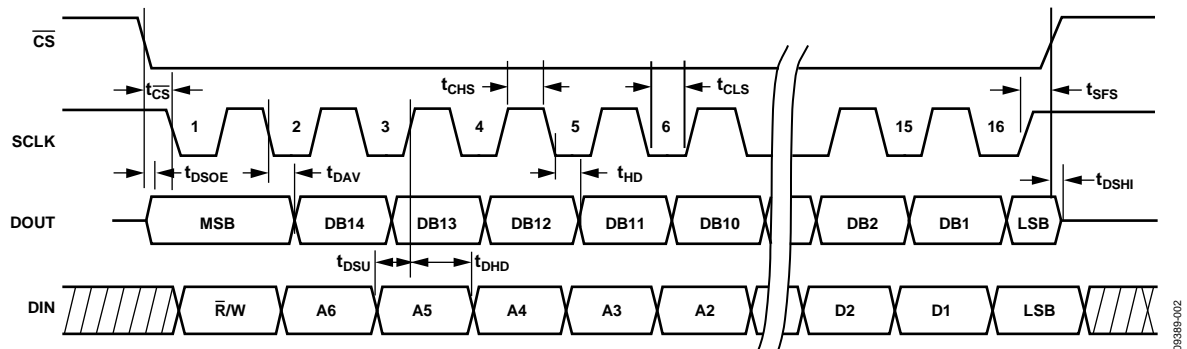 CS
tCS
tCHS
tCLS
tSFS
SCLK
1
2
3
4
5
6
15
16
tDSOE
tDAV
tHD
tDSHI
DOUT
MSB
DB14
DB13
DB12
DB11
DB10
DB2
DB1
LSB
tDSU
tDHD
DIN
R/W
A6
A5
A4
A3
A2
D2
D1
LSB
09389-002